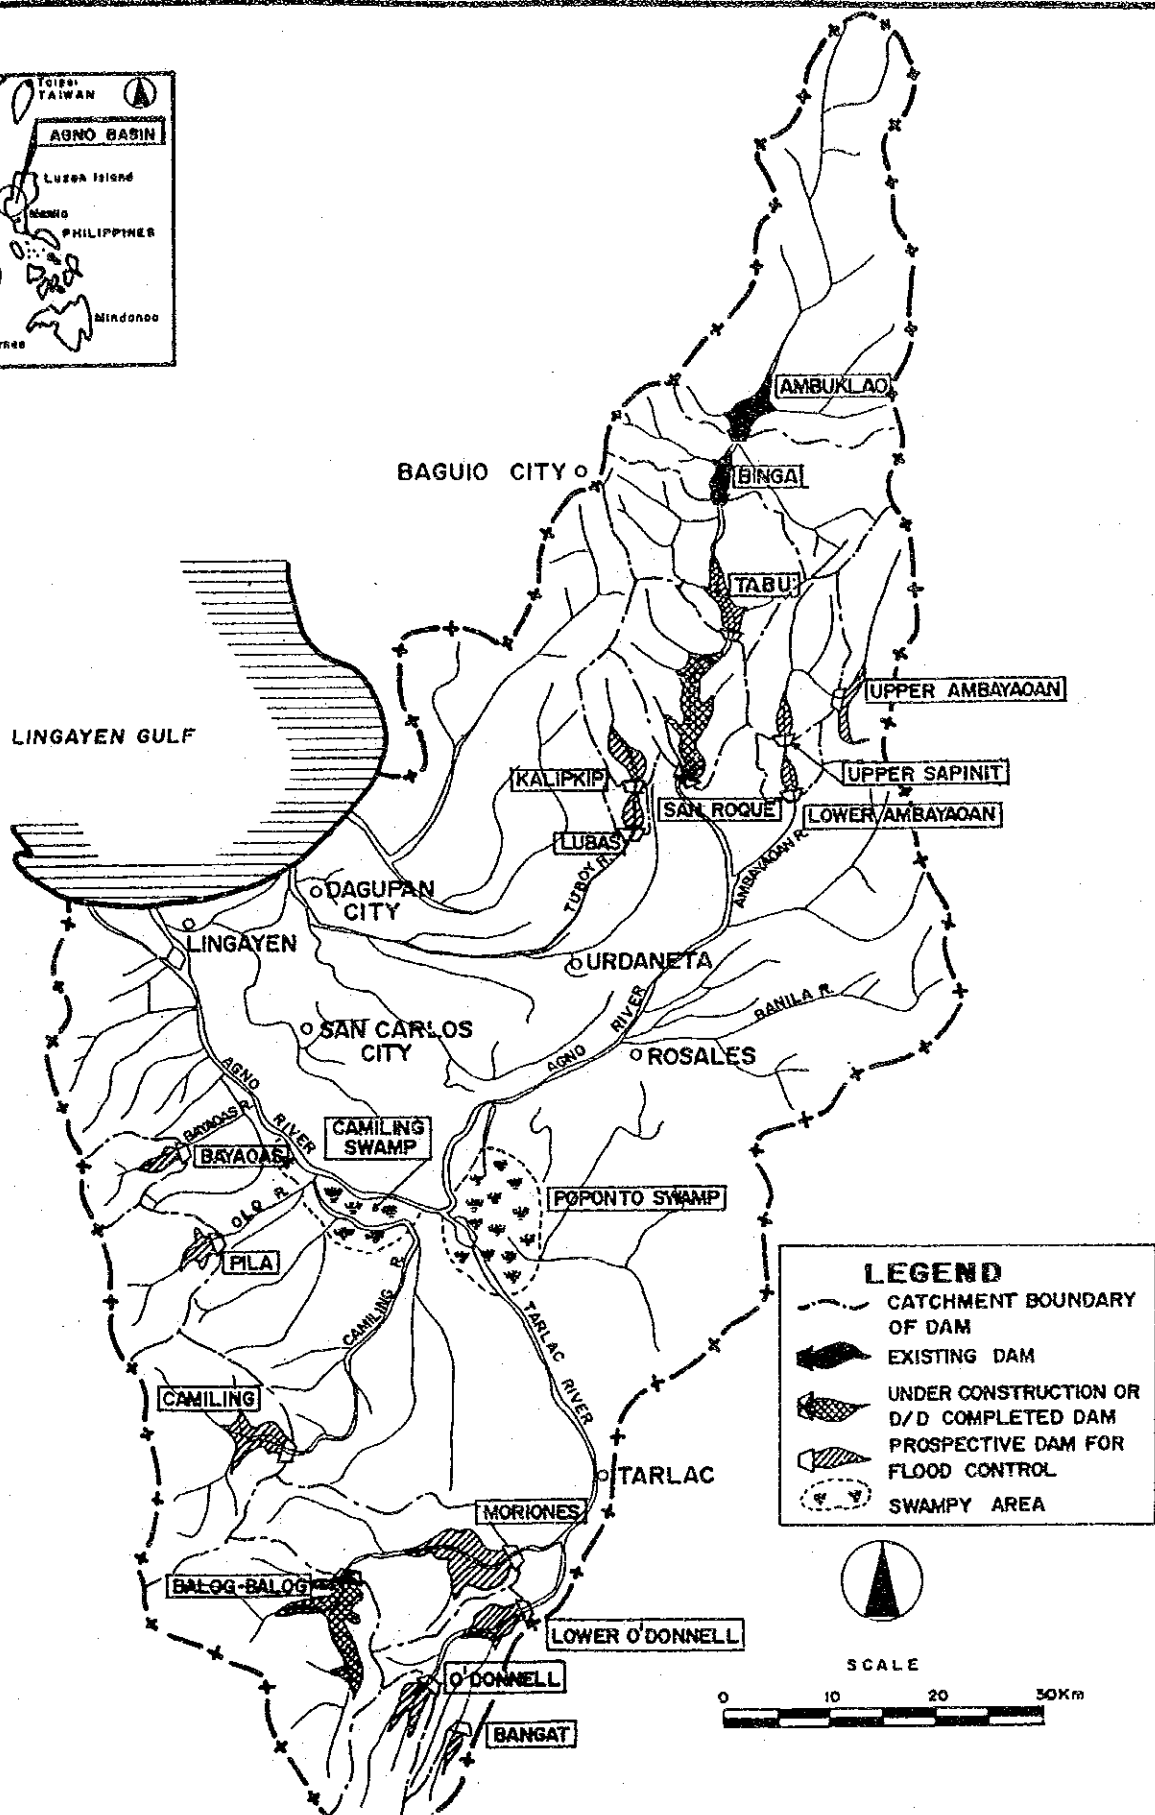 Taipei
TAIWAN
AGNO BASIN
Luzon Island
Manila
PHILIPPINES
Mindanao
AMBUKLAO
BAGUIO CITY
BINGA
TABU
UPPER AMBAYAOAN
LINGAYEN GULF
KALIPKIP
UPPER SAPINIT
SAN ROQUE
LOWER AMBAYAOAN
LUBAS
TUBOY R.
AMBAYAOAN R.
DAGUPAN
CITY
LINGAYEN
URDANETA
SAN CARLOS
CITY
AGNO
RIVER
BANILA R.
ROSALES
AGNO
RIVER
CAMILING
SWAMP
BAYAOAS R.
BAYAOAS
POPONTO SWAMP
OLO R.
PILA
CAMILING R.
TARLAC RIVER
CAMILING
TARLAC
MORIONES
BALOG-BALOG
LOWER O'DONNELL
O'DONNELL
BANGAT
LEGEND
CATCHMENT BOUNDARY
OF DAM
EXISTING DAM
UNDER CONSTRUCTION OR
D/D COMPLETED DAM
PROSPECTIVE DAM FOR
FLOOD CONTROL
SWAMPY AREA
SCALE
0 10 20 30Km